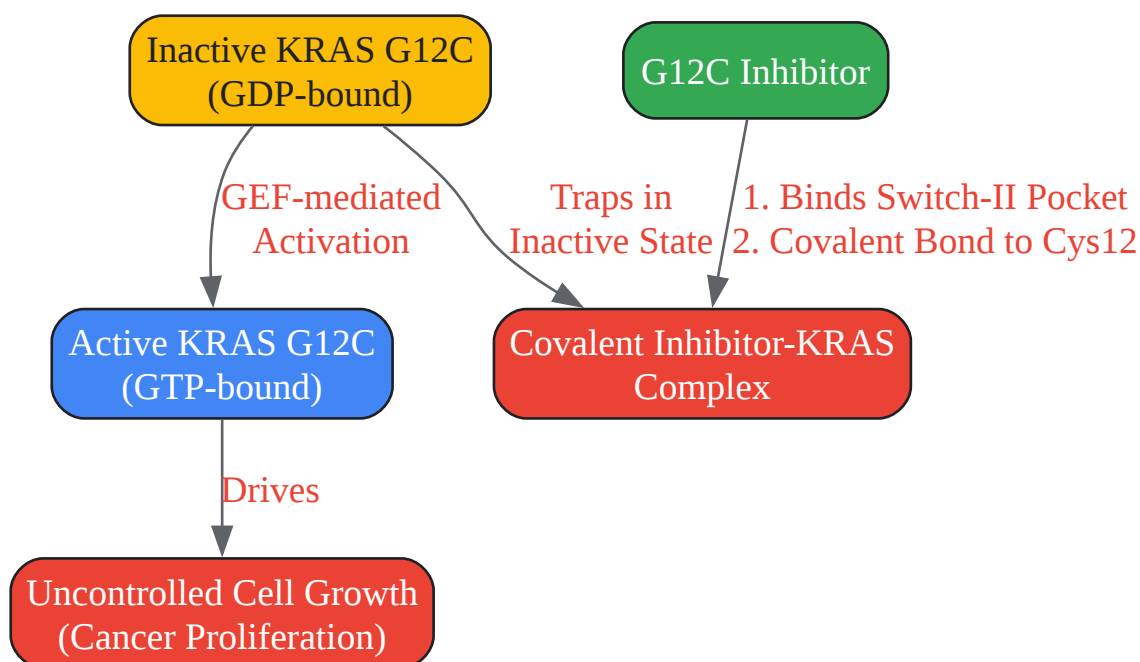 Inactive KRAS G12C
(GDP-bound)
G12C Inhibitor
GEF-mediated
Activation
Traps in
Inactive State
1. Binds Switch-II Pocket
2. Covalent Bond to Cys12
Active KRAS G12C
(GTP-bound)
Covalent Inhibitor-KRAS
Complex
Drives
Uncontrolled Cell Growth
(Cancer Proliferation)